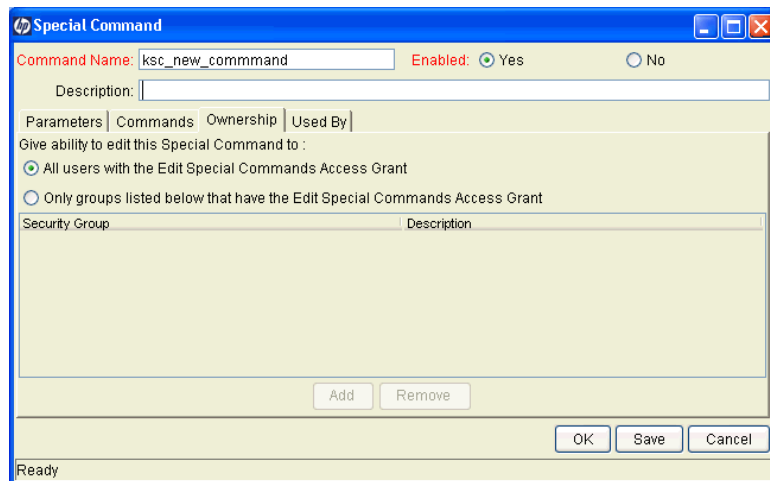 hp Special Command
Command Name: ksc_new_commmand Enabled: Yes No
Description:
Parameters Commands Ownership Used By
Give ability to edit this Special Command to :
All users with the Edit Special Commands Access Grant
Only groups listed below that have the Edit Special Commands Access Grant
Security Group Description
Add Remove
OK Save Cancel
Ready